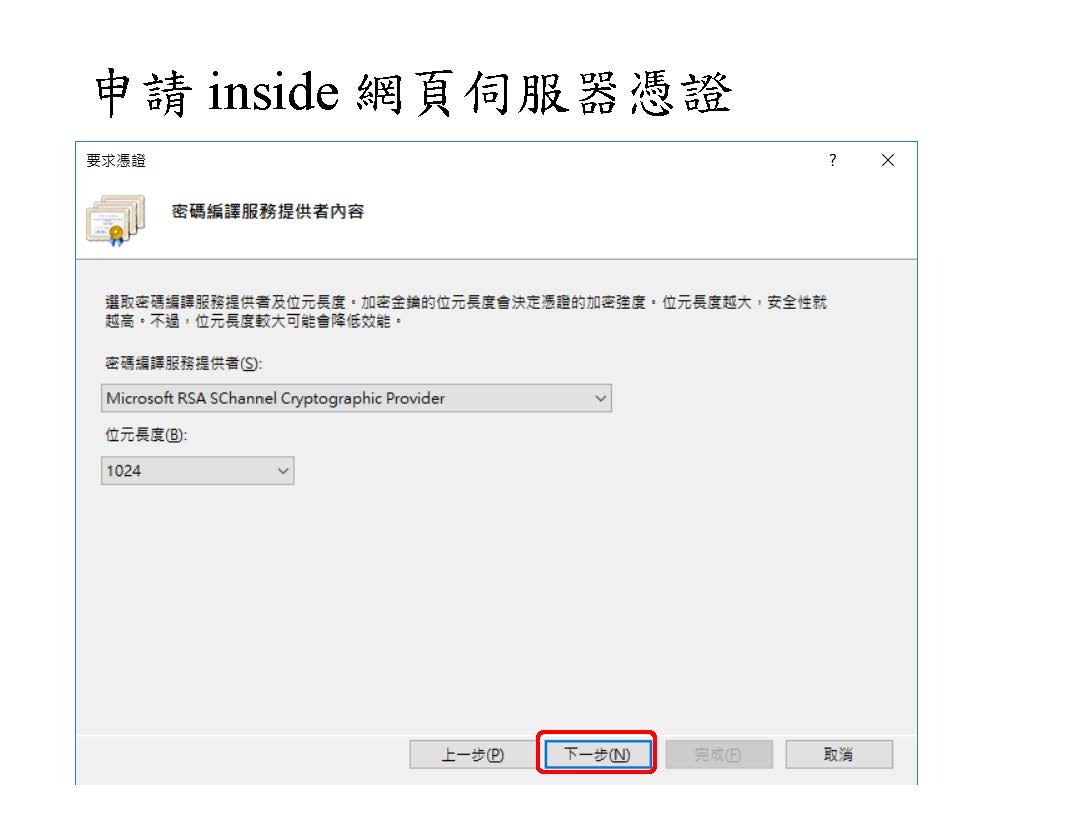 申請 inside 網頁伺服器憑證
要求憑證
?
密碼編譯服務提供者內容
選取密碼編譯服務提供者及位元長度。加密金鑰的位元長度會決定憑證的加密強度。位元長度越大，安全性就
越高。不過，位元長度較大可能會降低效能。
密碼編譯服務提供者(S):
Microsoft RSA SChannel Cryptographic Provider
位元長度(B):
1024
上一步(P)
下一步(N)
完成(F)
取消